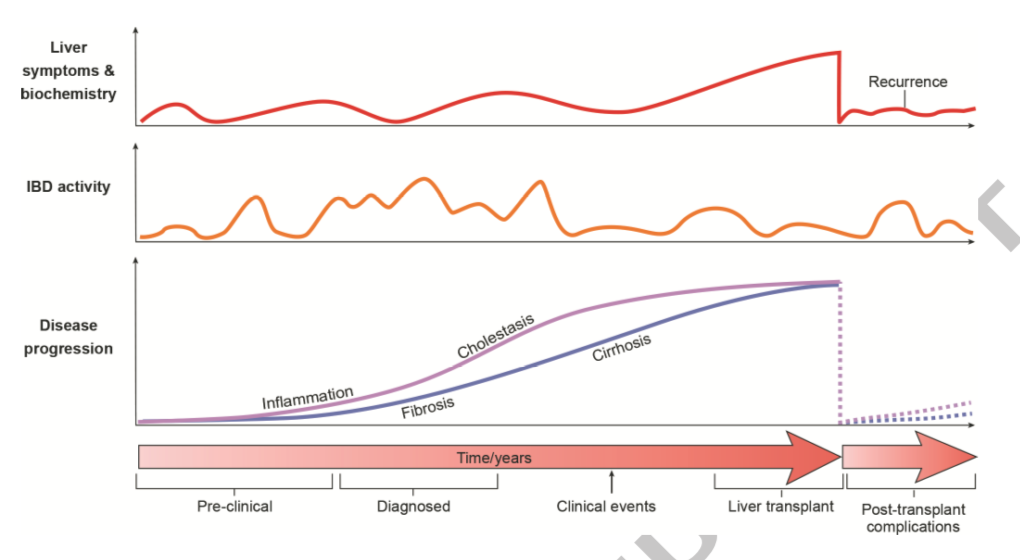 Liver
symptoms &
biochemistry
Recurrence
IBD activity
Disease
progression
Inflammation
Cholestasis
Fibrosis
Cirrhosis
Time/years
Pre-clinical
Diagnosed
Clinical events
Liver transplant
Post-transplant
complications